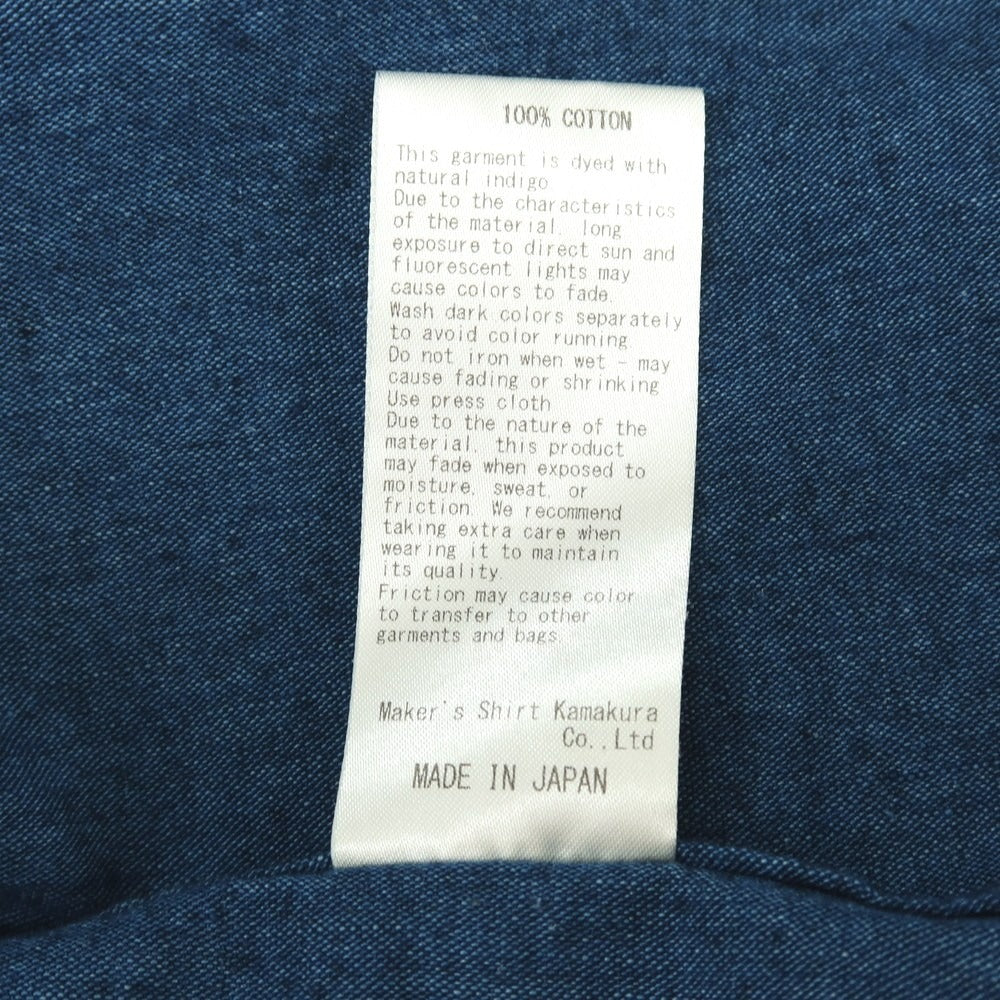 100% COTTON
This garment is dyed with
natural indigo
Due to the characteristics
of the material, long
exposure to direct sun and
fluorescent lights may
cause colors to fade.
Wash dark colors separately
to avoid color running
Do not iron when wet - may
cause fading or shrinking
Use press cloth
Due to the nature of the
material, this product
may fade when exposed to
moisture, sweat, or
friction. We recommend
taking extra care when
wearing it to maintain
its quality.
Friction may cause color
to transfer to other
garments and bags.
Maker's Shirt Kamakura
Co.,Ltd
MADE IN JAPAN